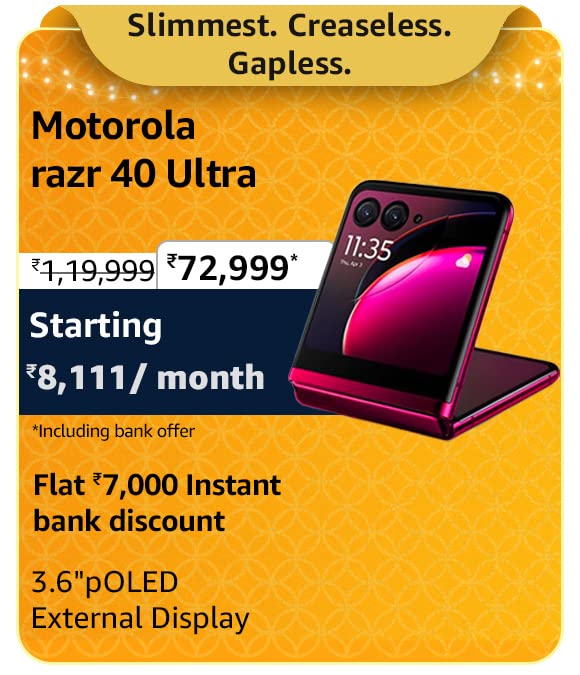 Slimmest. Creaseless.
Gapless.
Motorola
razr 40 Ultra
₹1,19,999 ₹72,999*
Starting
₹8,111/ month
*Including bank offer
Flat ₹7,000 Instant
bank discount
3.6"pOLED
External Display
11:35